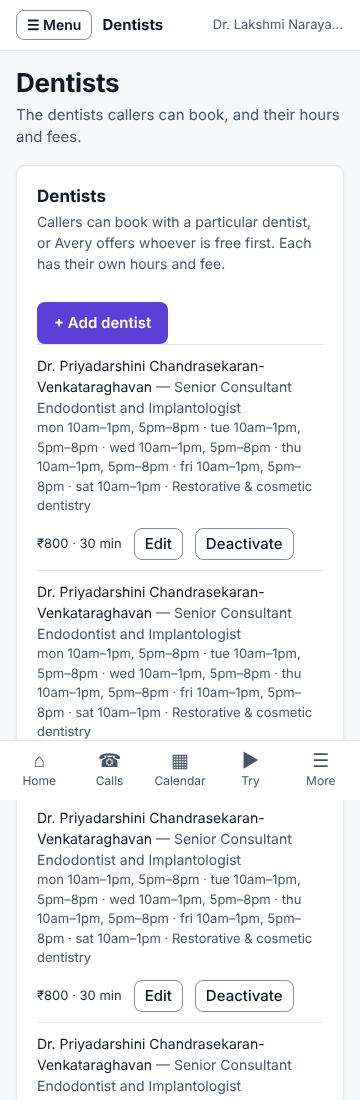 ☰ Menu Dentists Dr. Lakshmi Naraya...
Dentists
The dentists callers can book, and their hours
and fees.
Dentists
Callers can book with a particular dentist,
or Avery offers whoever is free first. Each
has their own hours and fee.
+ Add dentist
Dr. Priyadarshini Chandrasekaran-
Venkataraghavan — Senior Consultant
Endodontist and Implantologist
mon 10am–1pm, 5pm–8pm · tue 10am–1pm,
5pm–8pm · wed 10am–1pm, 5pm–8pm · thu
10am–1pm, 5pm–8pm · fri 10am–1pm, 5pm–
8pm · sat 10am–1pm · Restorative & cosmetic
dentistry
₹800 · 30 min Edit Deactivate
Dr. Priyadarshini Chandrasekaran-
Venkataraghavan — Senior Consultant
Endodontist and Implantologist
mon 10am–1pm, 5pm–8pm · tue 10am–1pm,
5pm–8pm · wed 10am–1pm, 5pm–8pm · thu
10am–1pm, 5pm–8pm · fri 10am–1pm, 5pm–
8pm · sat 10am–1pm · Restorative & cosmetic
dentistry
Home Calls Calendar Try More
Dr. Priyadarshini Chandrasekaran-
Venkataraghavan — Senior Consultant
Endodontist and Implantologist
mon 10am–1pm, 5pm–8pm · tue 10am–1pm,
5pm–8pm · wed 10am–1pm, 5pm–8pm · thu
10am–1pm, 5pm–8pm · fri 10am–1pm, 5pm–
8pm · sat 10am–1pm · Restorative & cosmetic
dentistry
₹800 · 30 min Edit Deactivate
Dr. Priyadarshini Chandrasekaran-
Venkataraghavan — Senior Consultant
Endodontist and Implantologist